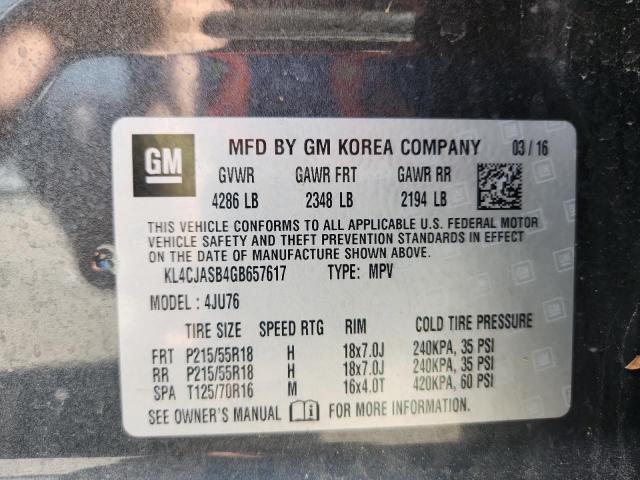 GM
MFD BY GM KOREA COMPANY 03/16
GVWR GAWR FRT GAWR RR
4286 LB 2348 LB 2194 LB
THIS VEHICLE CONFORMS TO ALL APPLICABLE U.S. FEDERAL MOTOR
VEHICLE SAFETY AND THEFT PREVENTION STANDARDS IN EFFECT
ON THE DATE OF MANUFACTURE SHOWN ABOVE.
KL4CJASB4GB657617 TYPE: MPV
MODEL: 4JU76
TIRE SIZE SPEED RTG RIM COLD TIRE PRESSURE
FRT P215/55R18 H 18x7.0J 240KPA, 35 PSI
RR P215/55R18 H 18x7.0J 240KPA, 35 PSI
SPA T125/70R16 M 16x4.0T 420KPA, 60 PSI
SEE OWNER'S MANUAL FOR MORE INFORMATION.